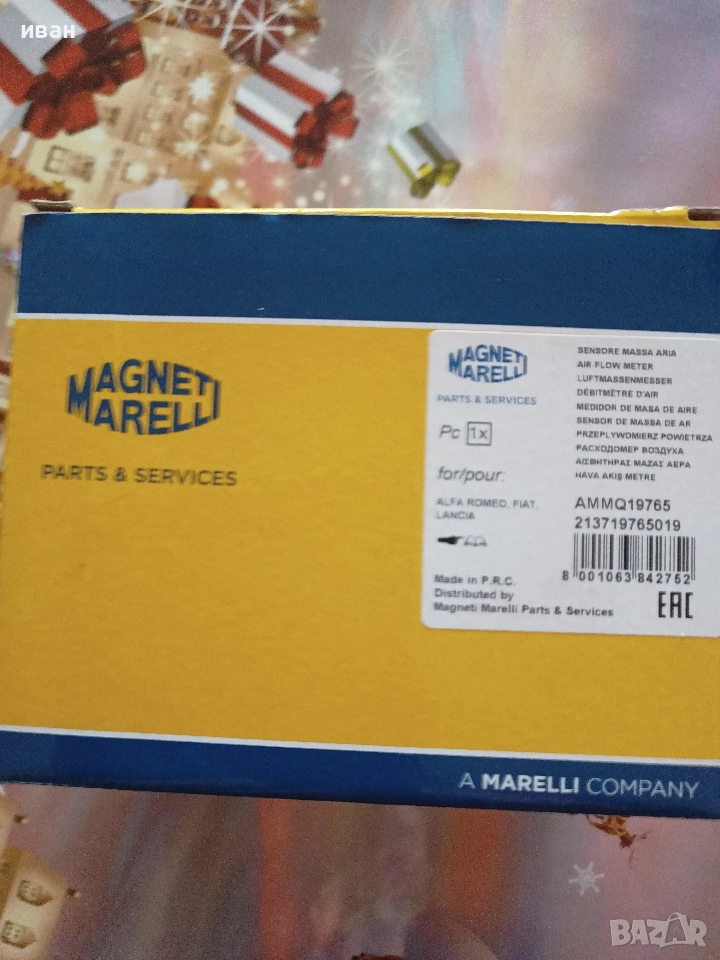 иван
MAGNETI
MARELLI
PARTS & SERVICES
MAGNETI
MARELLI
PARTS & SERVICES
Pc 1x
for/pour:
ALFA ROMEO, FIAT,
LANCIA
SENSORE MASSA ARIA
AIR FLOW METER
LUFTMASSENMESSER
DÉBITMÈTRE D'AIR
MEDIDOR DE MASA DE AIRE
SENSOR DE MASSA DE AR
PRZEPLYWOMIERZ POWIETRZA
РАСХОДОМЕР ВОЗДУХА
ΑΙΣΘΗΤΗΡΑΣ ΜΑΖΑΣ ΑΕΡΑ
HAVA AKIŞ METRE
AMMQ19765
213719765019
8 001063 842752
Made in P.R.C.
Distributed by
Magneti Marelli Parts & Services
EAC
A MARELLI COMPANY
BAZAR